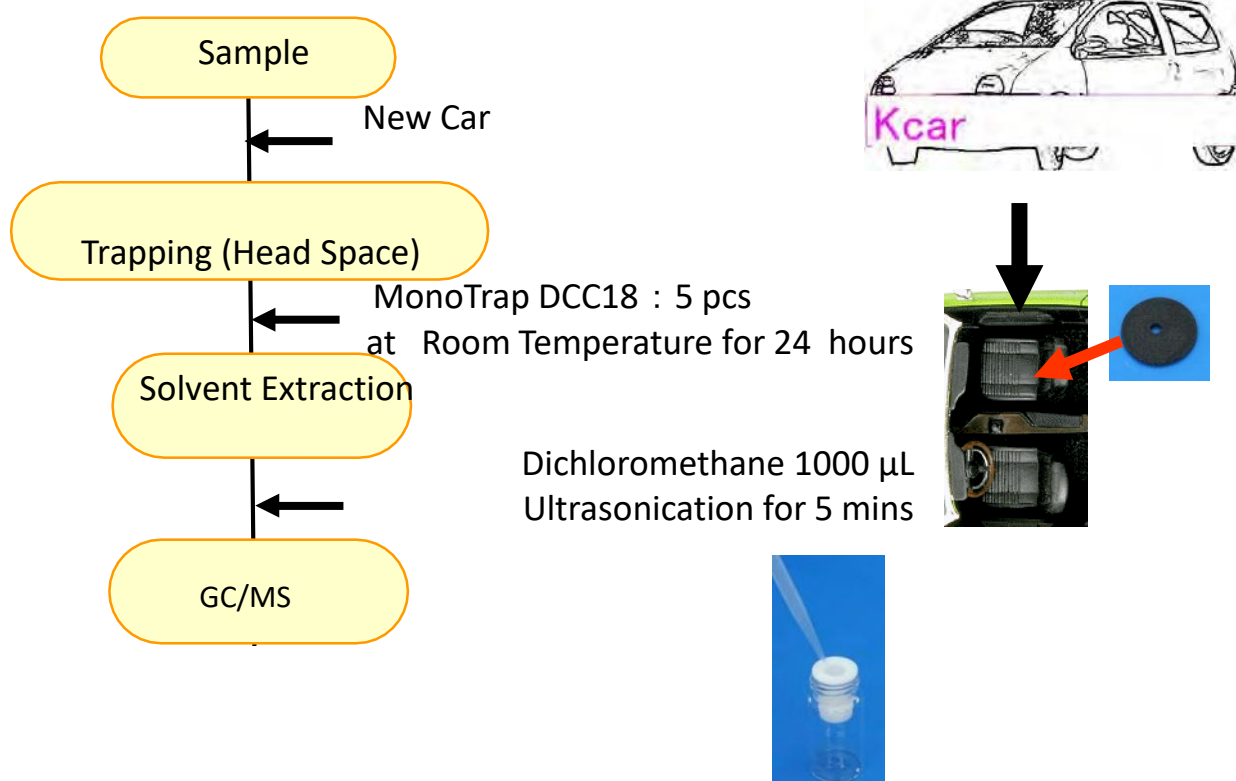 Sample
New Car
Kcar
Trapping (Head Space)
MonoTrap DCC18 : 5 pcs
at Room Temperature for 24 hours
Solvent Extraction
Dichloromethane 1000 µL
Ultrasonication for 5 mins
GC/MS